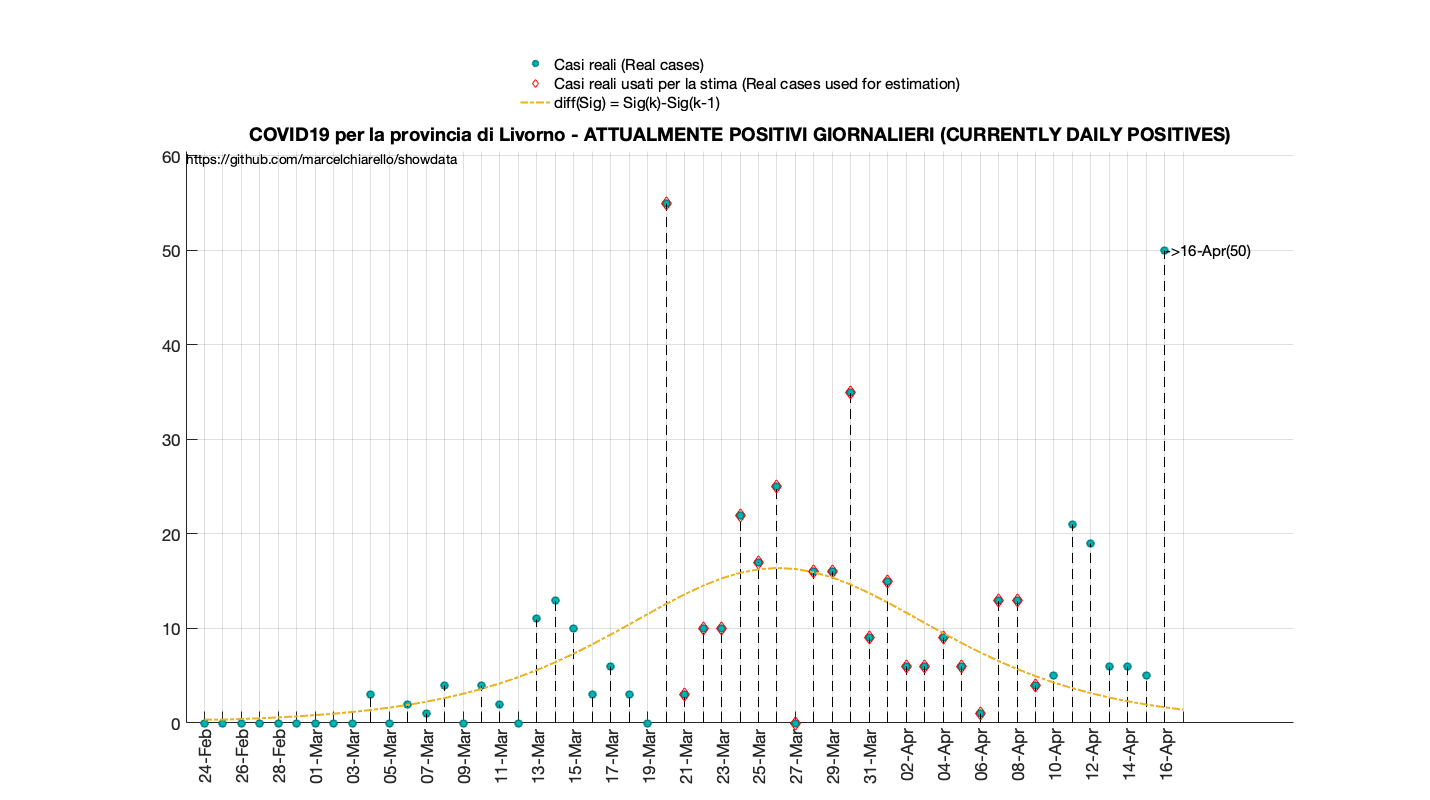 Casi reali (Real cases)
Casi reali usati per la stima (Real cases used for estimation)
diff(Sig) = Sig(k)-Sig(k-1)
COVID19 per la provincia di Livorno - ATTUALMENTE POSITIVI GIORNALIERI (CURRENTLY DAILY POSITIVES)
https://github.com/marcelchiarello/showdata
60
50
->16-Apr(50)
40
30
20
10
0
24-Feb
26-Feb
28-Feb
01-Mar
03-Mar
05-Mar
07-Mar
09-Mar
11-Mar
13-Mar
15-Mar
17-Mar
19-Mar
21-Mar
23-Mar
25-Mar
27-Mar
29-Mar
31-Mar
02-Apr
04-Apr
06-Apr
08-Apr
10-Apr
12-Apr
14-Apr
16-Apr